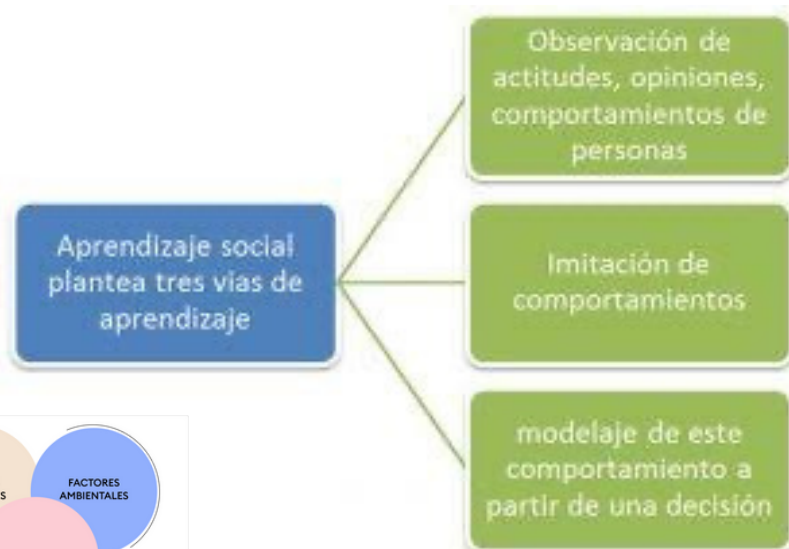 Observación de
actitudes, opiniones,
comportamientos de
personas
Aprendizaje social
plantea tres vias de
aprendizaje
Imitación de
comportamientos
modelaje de este
comportamiento a
partir de una decisión
FACTORES
AMBIENTALES